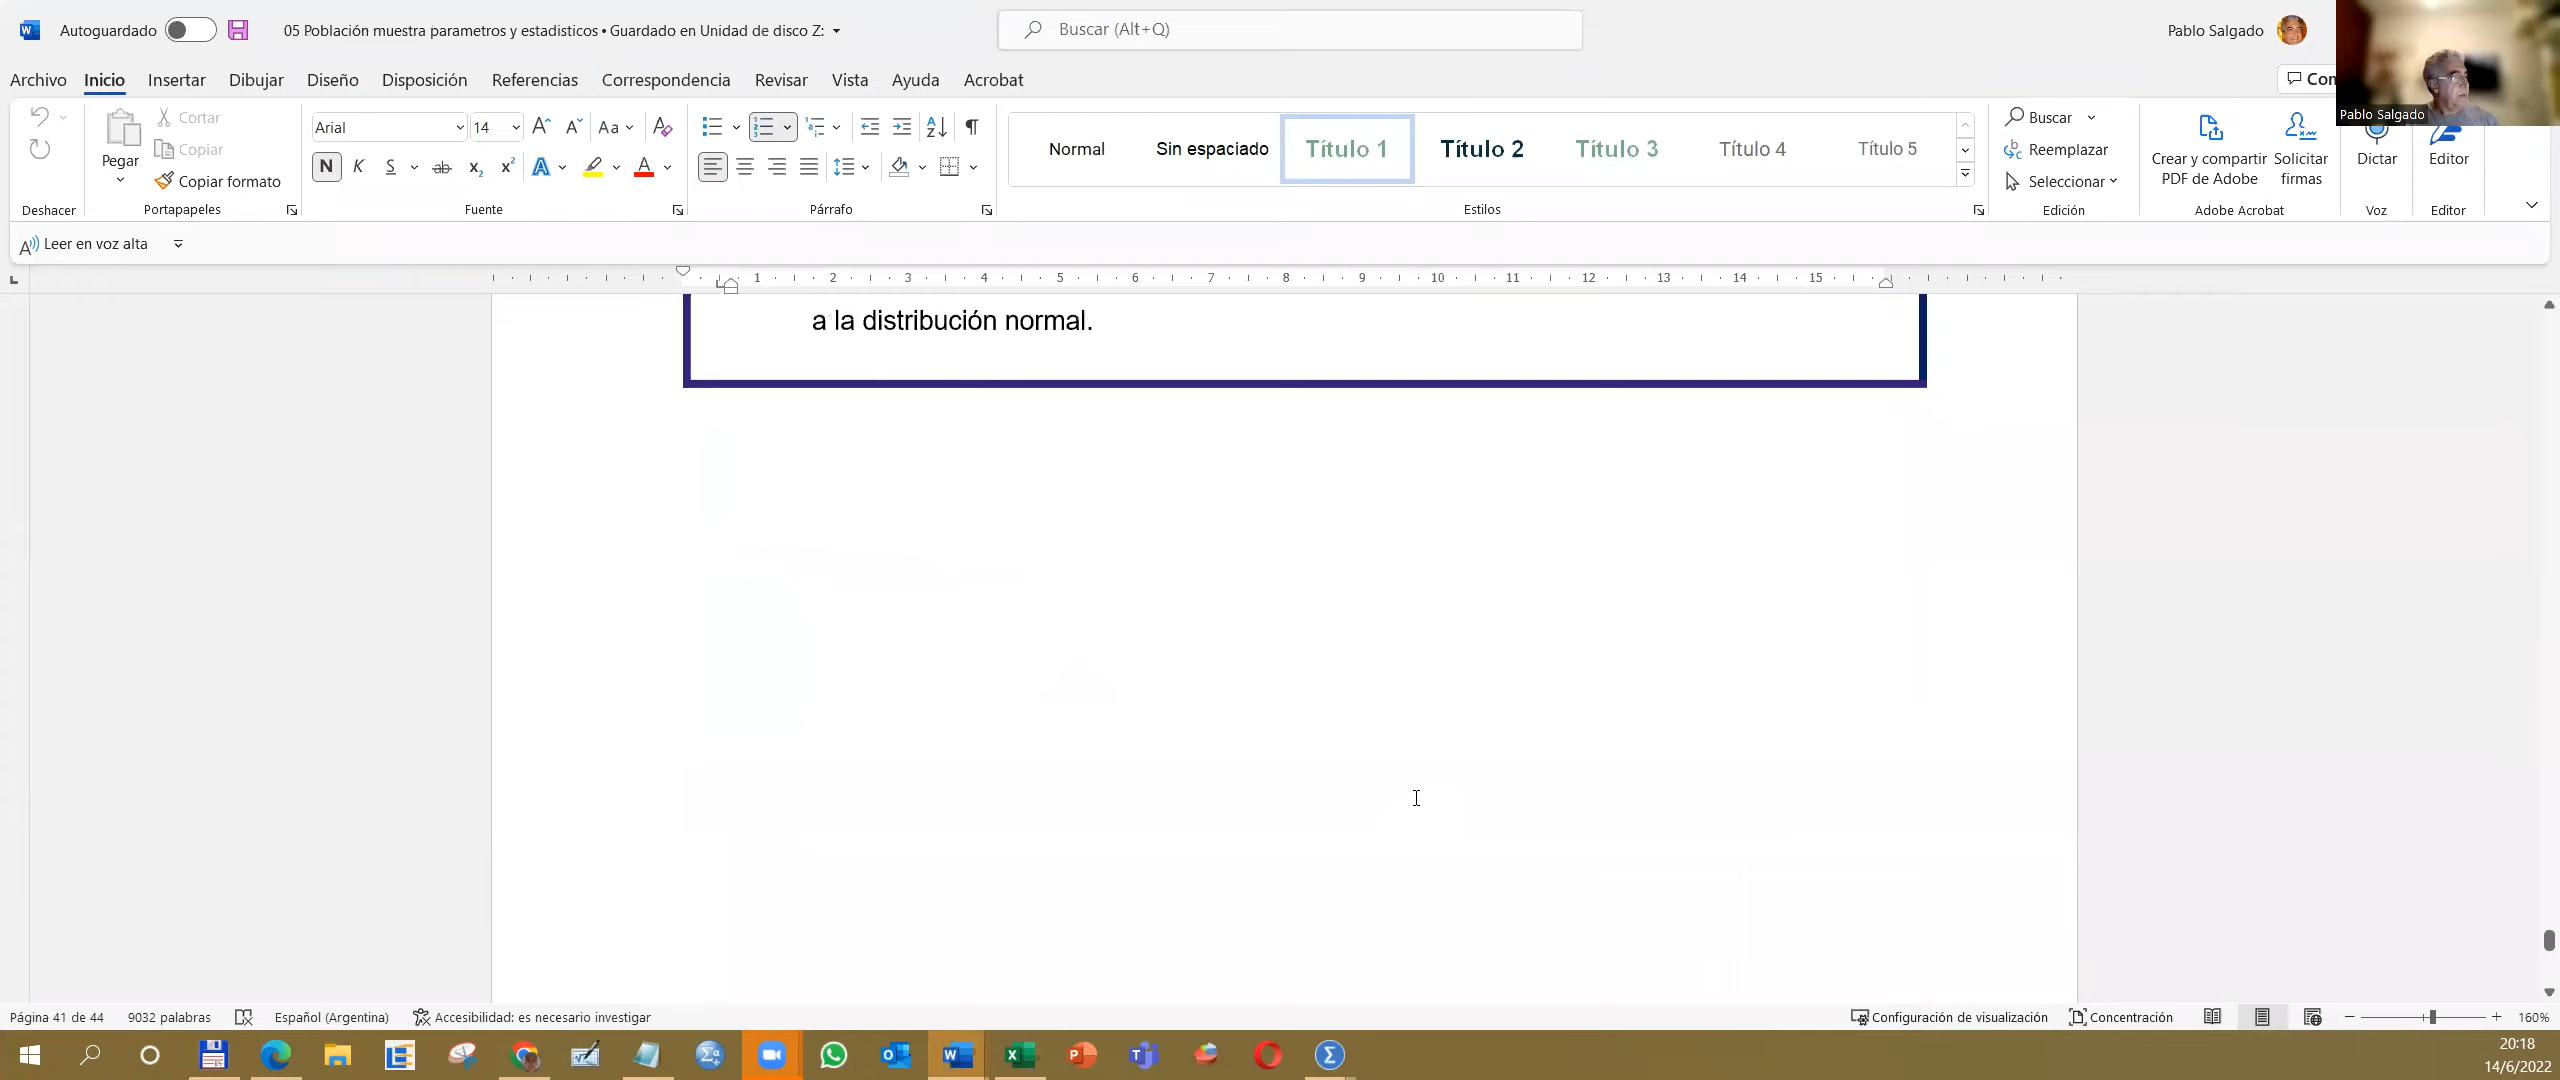 Autoguardado
05 Población muestra parametros y estadisticos • Guardado en Unidad de disco Z:
Buscar (Alt+Q)
Pablo Salgado
Archivo Inicio Insertar Dibujar Diseño Disposición Referencias Correspondencia Revisar Vista Ayuda Acrobat
Com
Pablo Salgado
Pegar
Cortar
Copiar
Copiar formato
Arial 14
Aa
N K S ab x₂ x² A A
Normal Sin espaciado Título 1 Título 2 Título 3 Título 4 Título 5
Buscar
Reemplazar
Seleccionar
Crear y compartir
PDF de Adobe
Solicitar
firmas
Dictar
Editor
Deshacer Portapapeles Fuente Párrafo Estilos Edición Adobe Acrobat Voz Editor
Leer en voz alta
1 2 3 4 5 6 7 8 9 10 11 12 13 14 15
a la distribución normal.
Página 41 de 44 9032 palabras Español (Argentina) Accesibilidad: es necesario investigar Configuración de visualización Concentración 160%
20:18
14/6/2022